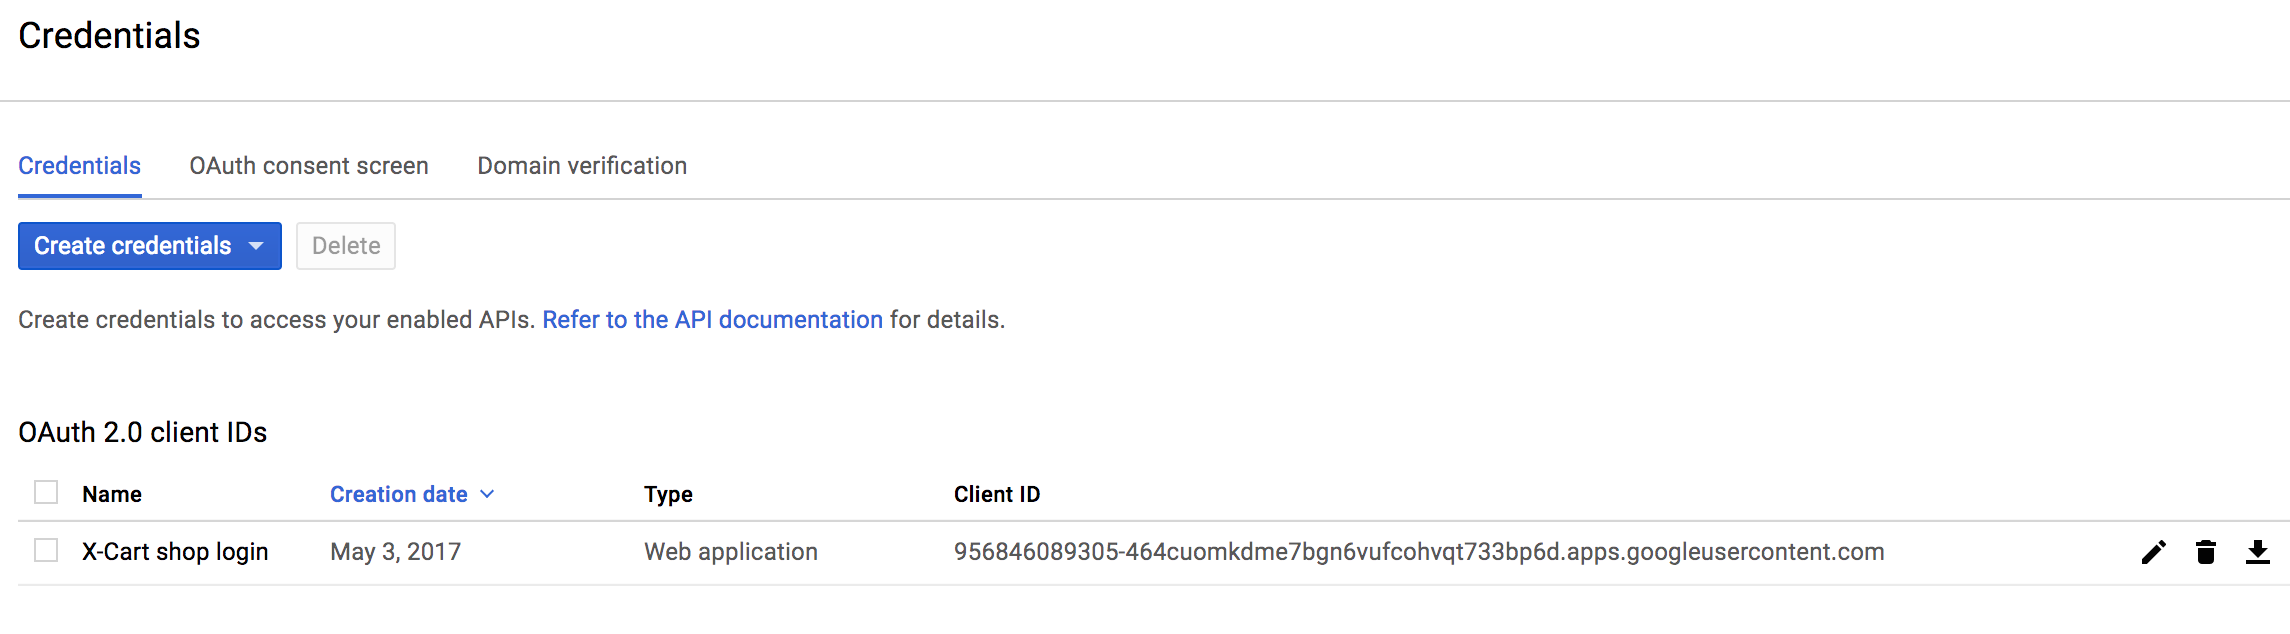 Credentials
Credentials OAuth consent screen Domain verification
Create credentials Delete
Create credentials to access your enabled APIs. Refer to the API documentation for details.
OAuth 2.0 client IDs
Name Creation date Type Client ID
X-Cart shop login May 3, 2017 Web application 956846089305-464cuomkdme7bgn6vufcohvqt733bp6d.apps.googleusercontent.com